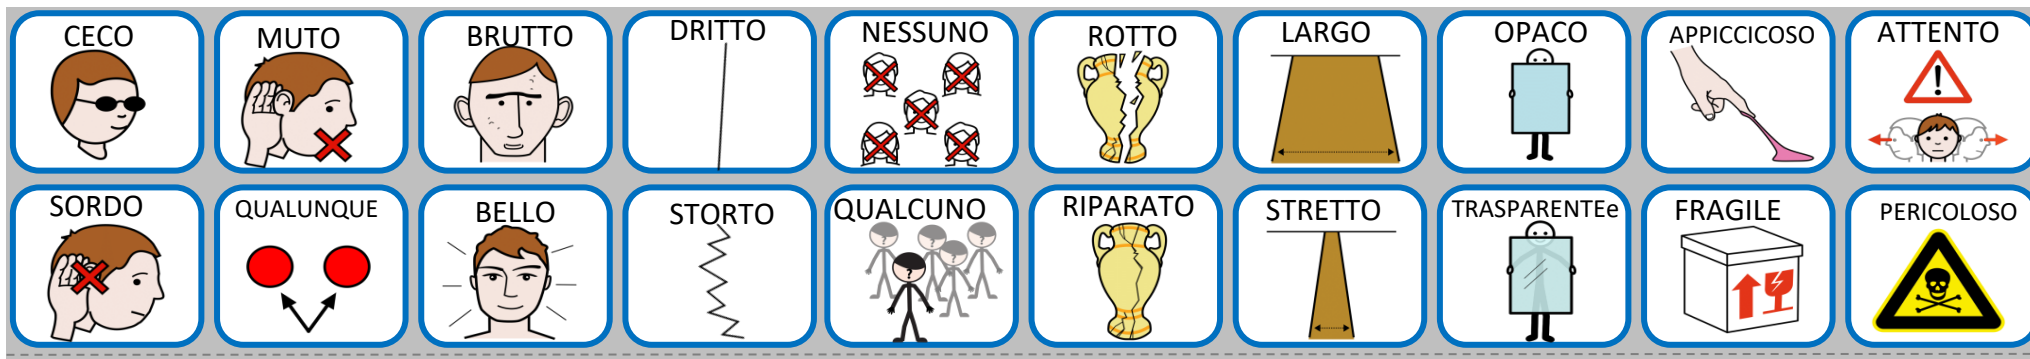 CECO
MUTO
BRUTTO
DRITTO
NESSUNO
ROTTO
LARGO
OPACO
APPICCICOSO
ATTENTO
SORDO
QUALUNQUE
BELLO
STORTO
QUALCUNO
RIPARATO
STRETTO
TRASPARENTEe
FRAGILE
PERICOLOSO